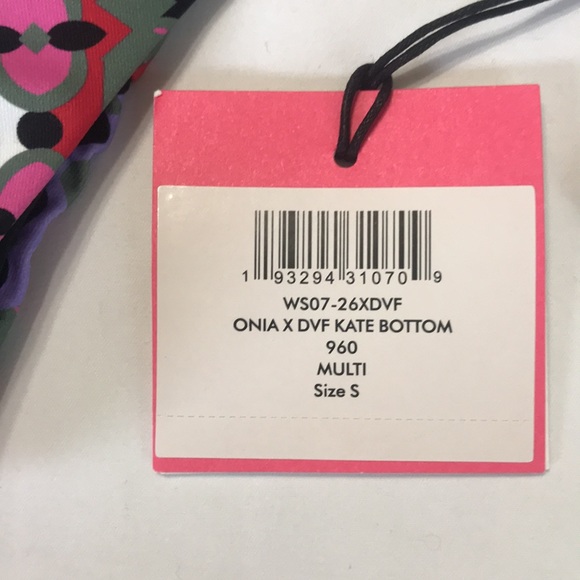 1 93294 31070 9
WS07-26XDVF
ONIA X DVF KATE BOTTOM
960
MULTI
Size S